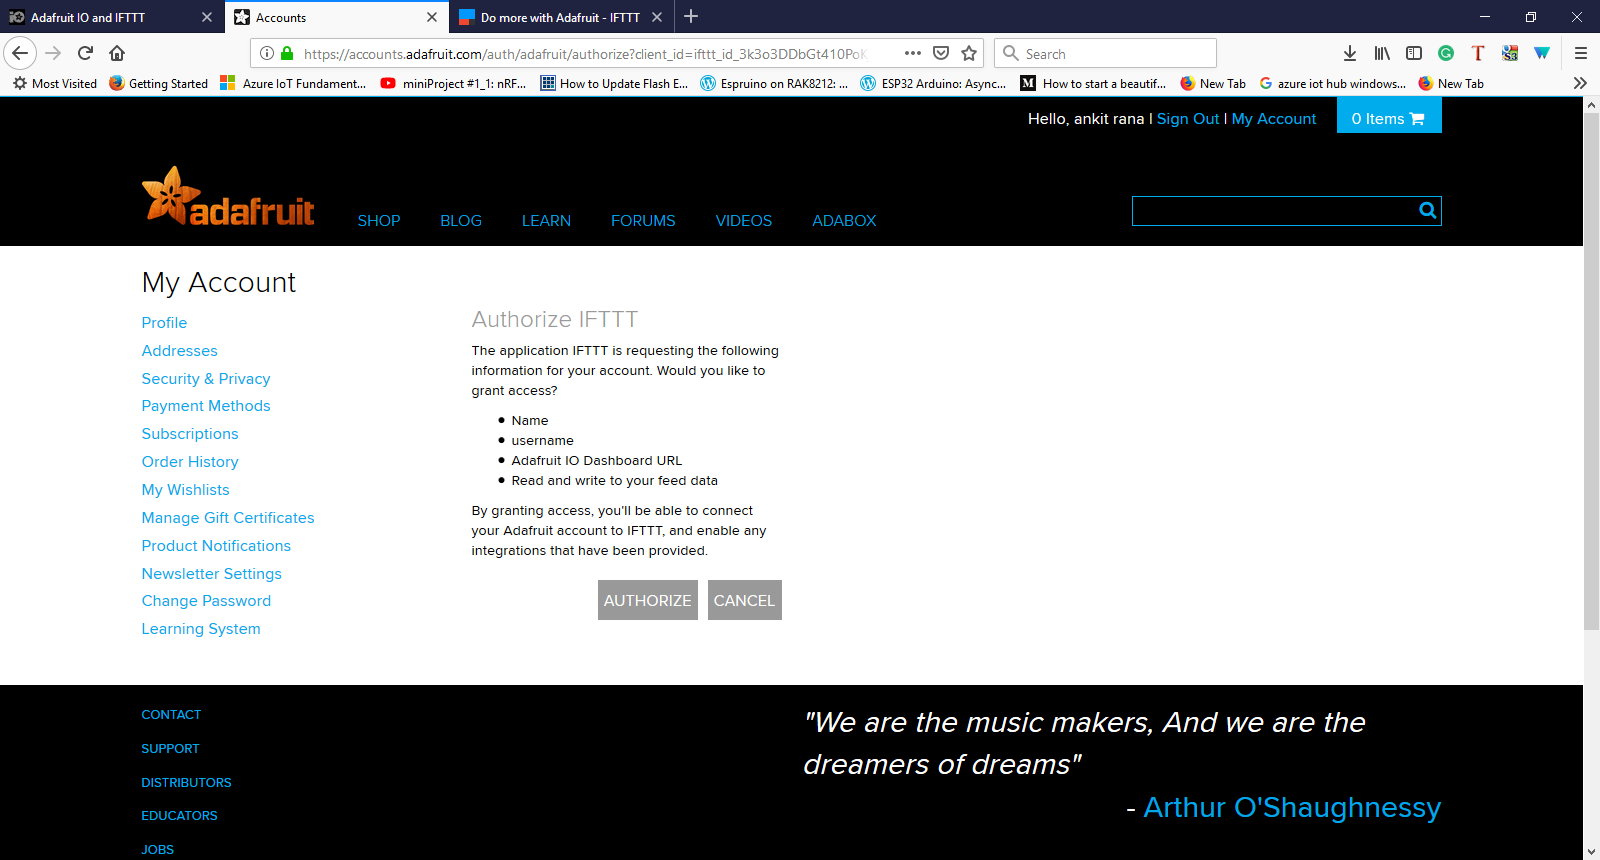 Adafruit IO and IFTTT
Accounts
Do more with Adafruit - IFTTT
https://accounts.adafruit.com/auth/adafruit/authorize?client_id=ifttt_id_3k3o3DDbGt410PoK
Search
Most Visited
Getting Started
Azure IoT Fundament...
miniProject #1_1: nRF...
How to Update Flash E...
Espruino on RAK8212: ...
ESP32 Arduino: Async...
How to start a beautif...
New Tab
azure iot hub windows...
New Tab
Hello, ankit rana | Sign Out | My Account
0 Items
adafruit
SHOP
BLOG
LEARN
FORUMS
VIDEOS
ADABOX
My Account
Profile
Addresses
Security & Privacy
Payment Methods
Subscriptions
Order History
My Wishlists
Manage Gift Certificates
Product Notifications
Newsletter Settings
Change Password
Learning System
Authorize IFTTT
The application IFTTT is requesting the following
information for your account. Would you like to
grant access?
Name
username
Adafruit IO Dashboard URL
Read and write to your feed data
By granting access, you'll be able to connect
your Adafruit account to IFTTT, and enable any
integrations that have been provided.
AUTHORIZE
CANCEL
CONTACT
SUPPORT
DISTRIBUTORS
EDUCATORS
JOBS
"We are the music makers, And we are the
dreamers of dreams"
- Arthur O'Shaughnessy